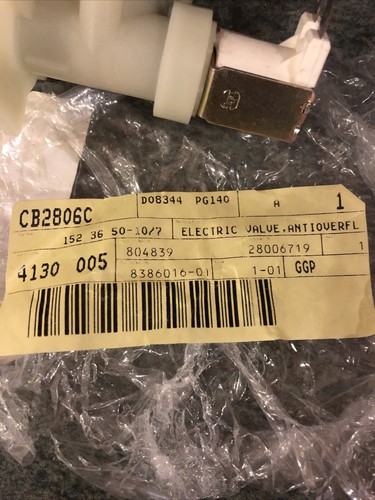 CB2806C D08344 PG140 A 1
152 36 50-10/7 ELECTRIC VALVE,ANTIOVERFL
4130 005 804839 28006719 1
8386016-01 1-01 GGP